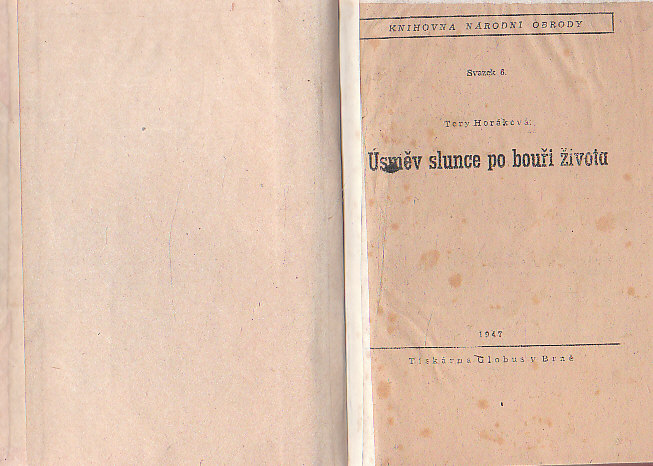 KNIHOVNA NÁRODNÍ OBRODY
Svazek 6.
Tery Horáková:
Úsměv slunce po bouři života
1947
Tiskárna Globus v Brně